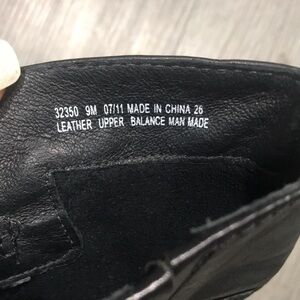 32350 9M 07/11 MADE IN CHINA 26
LEATHER UPPER BALANCE MAN MADE